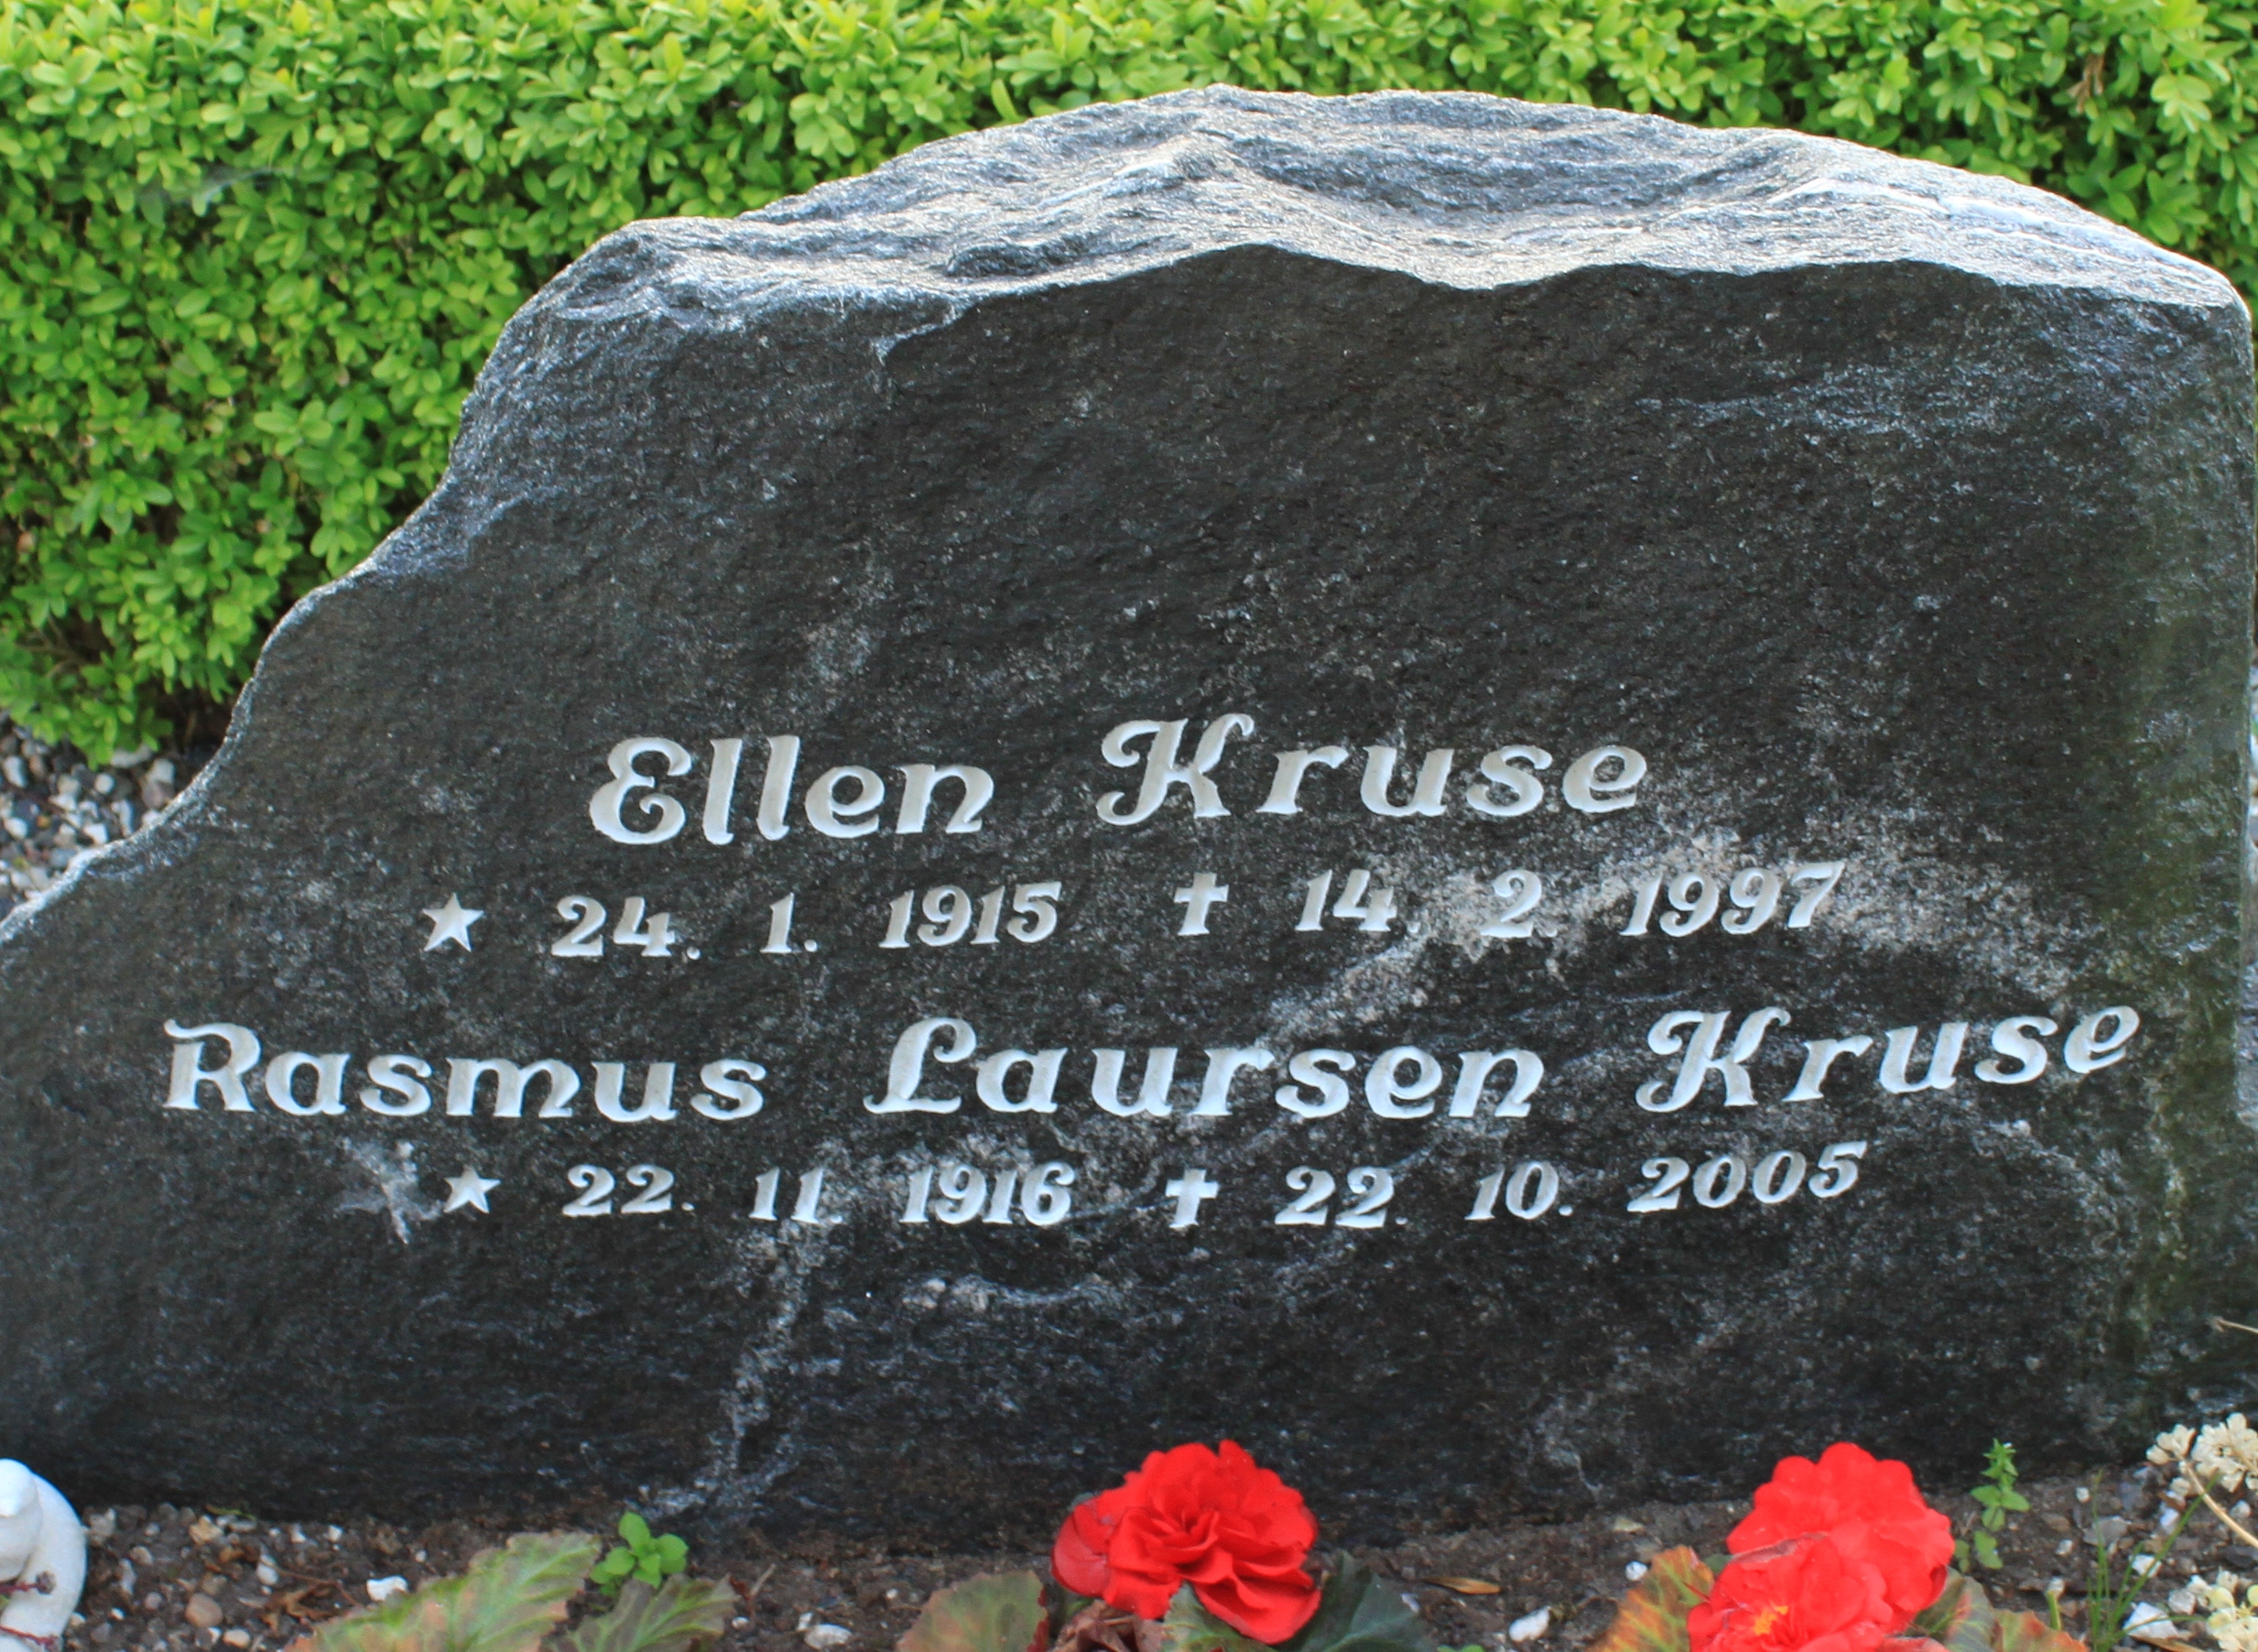 Ellen Kruse
★ 24. 1. 1915 ✝ 14. 2. 1997
Rasmus Laursen Kruse
★ 22. 11. 1916 ✝ 22. 10. 2005